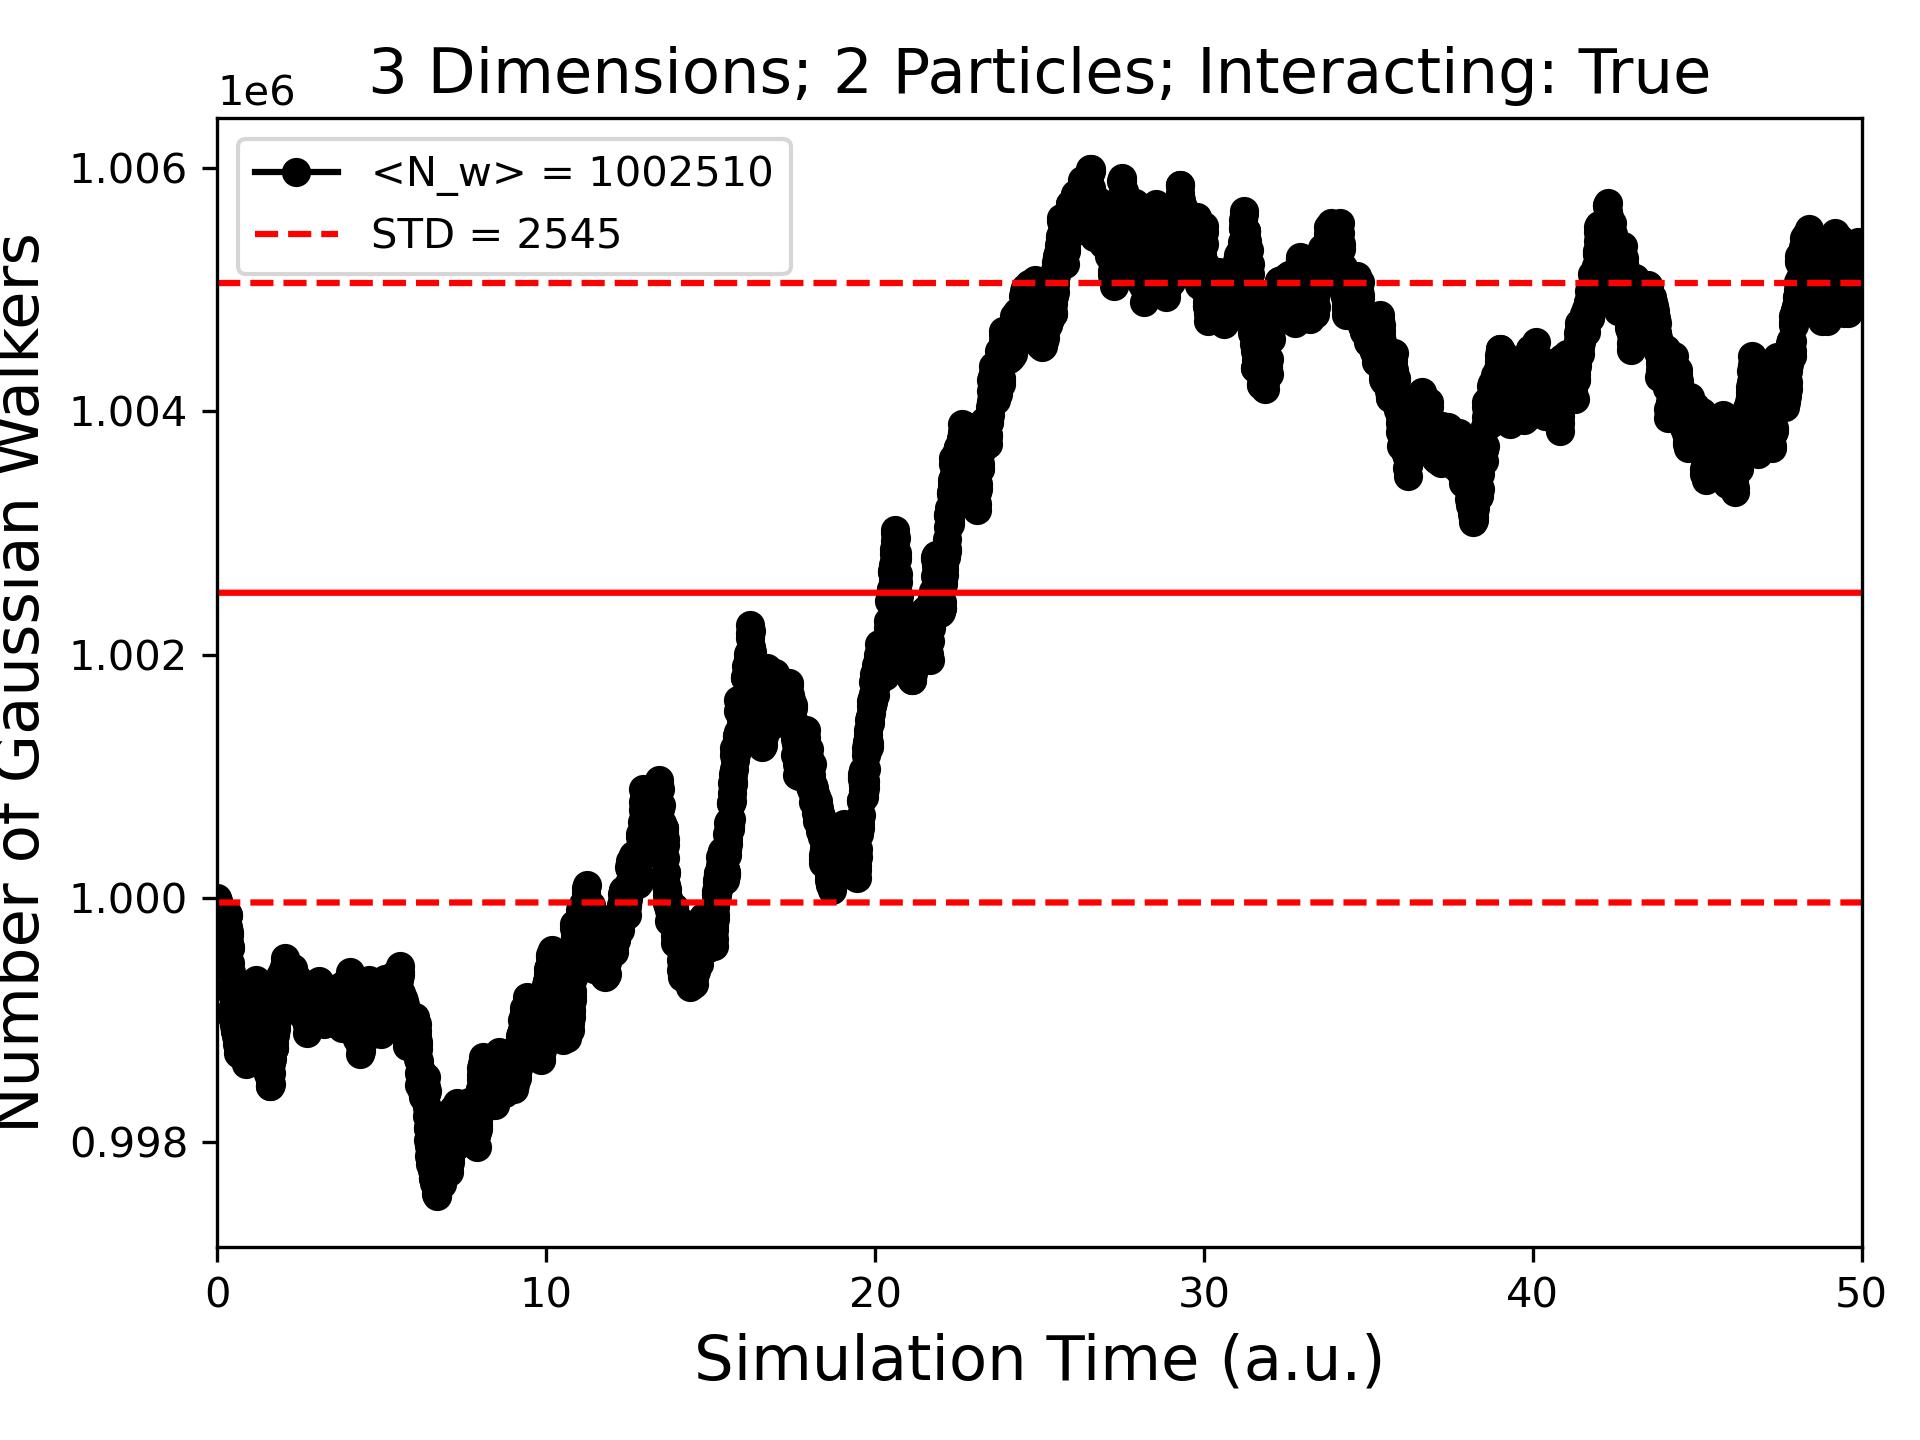 3 Dimensions; 2 Particles; Interacting: True
1e6
<N_w> = 1002510
STD = 2545
1.006
1.004
1.002
1.000
0.998
Number of Gaussian Walkers
0 10 20 30 40 50
Simulation Time (a.u.)